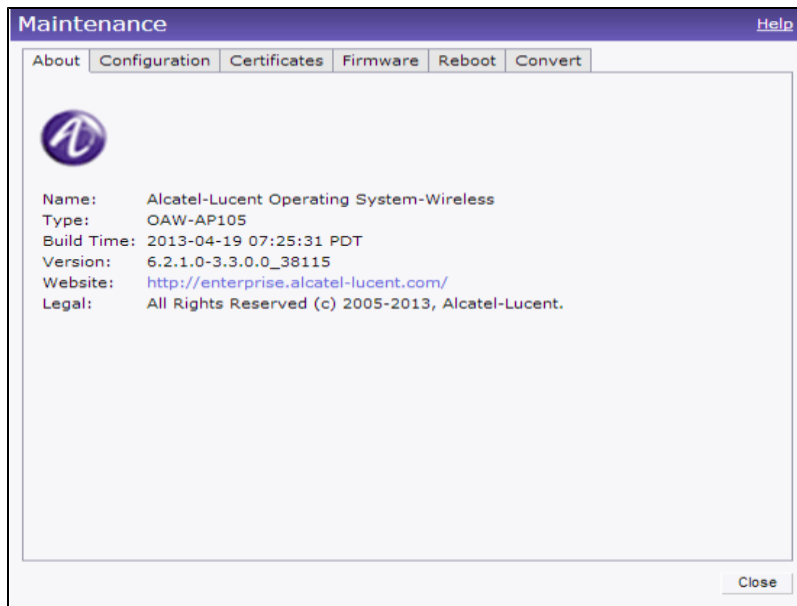 Maintenance Help
About Configuration Certificates Firmware Reboot Convert
Name: Alcatel-Lucent Operating System-Wireless
Type: OAW-AP105
Build Time: 2013-04-19 07:25:31 PDT
Version: 6.2.1.0-3.3.0.0_38115
Website: http://enterprise.alcatel-lucent.com/
Legal: All Rights Reserved (c) 2005-2013, Alcatel-Lucent.
Close